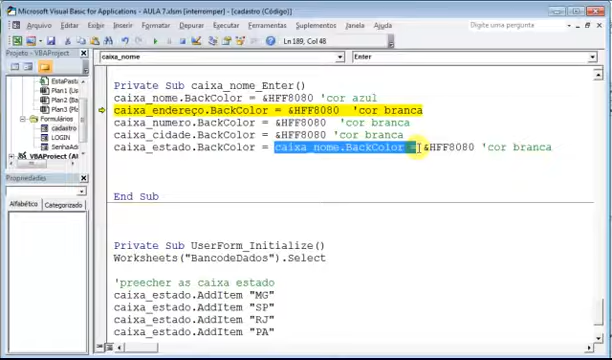 Microsoft Visual Basic for Applications - AULA 7.xlsm [interromper] - [cadastro (Código)]
Arquivo Editar Exibir Inserir Formatar Depurar Executar Ferramentas Suplementos Janela Ajuda
Digite uma pergunta
Ln 189, Col 48
Projeto - VBAProject
caixa_nome
Enter
EstaPasta
Plan1 (Menu
Plan2 (Ba
Plan3 (Pla
Formulários
cadastro
LOGIN
SenhaAd
VBAProject (A
Propriedades
Alfabético Categorizado
Private Sub caixa_nome_Enter()
caixa_nome.BackColor = &HFF8080 'cor azul
caixa_endereço.BackColor = &HFF8080 'cor branca
caixa_numero.BackColor = &HFF8080 'cor branca
caixa_cidade.BackColor = &HFF8080 'cor branca
caixa_estado.BackColor = caixa_nome.BackColor = &HFF8080 'cor branca
End Sub
Private Sub UserForm_Initialize()
Worksheets("BancodeDados").Select
'preecher as caixa estado
caixa_estado.AddItem "MG"
caixa_estado.AddItem "SP"
caixa_estado.AddItem "RJ"
caixa_estado.AddItem "PA"